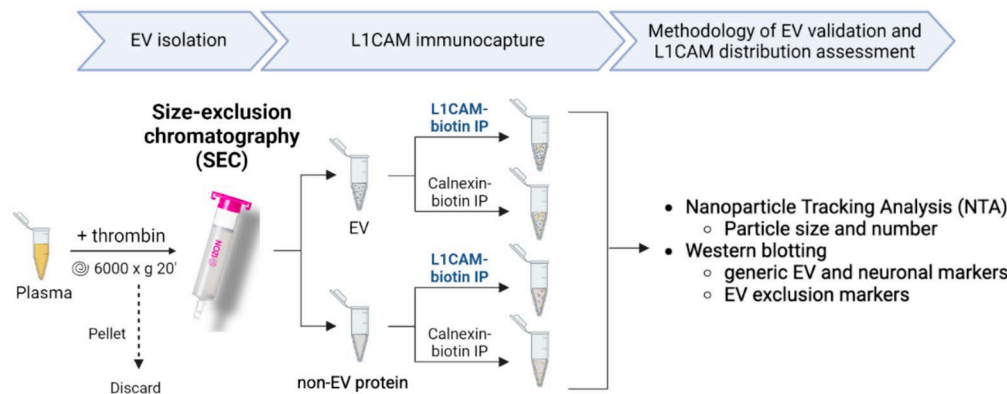 EV isolation
L1CAM immunocapture
Methodology of EV validation and
L1CAM distribution assessment
Size-exclusion
chromatography
(SEC)
+ thrombin
6000 x g 20'
Plasma
Pellet
Discard
IZON
EV
non-EV protein
L1CAM-
biotin IP
Calnexin-
biotin IP
L1CAM-
biotin IP
Calnexin-
biotin IP
• Nanoparticle Tracking Analysis (NTA)
○ Particle size and number
• Western blotting
○ generic EV and neuronal markers
○ EV exclusion markers